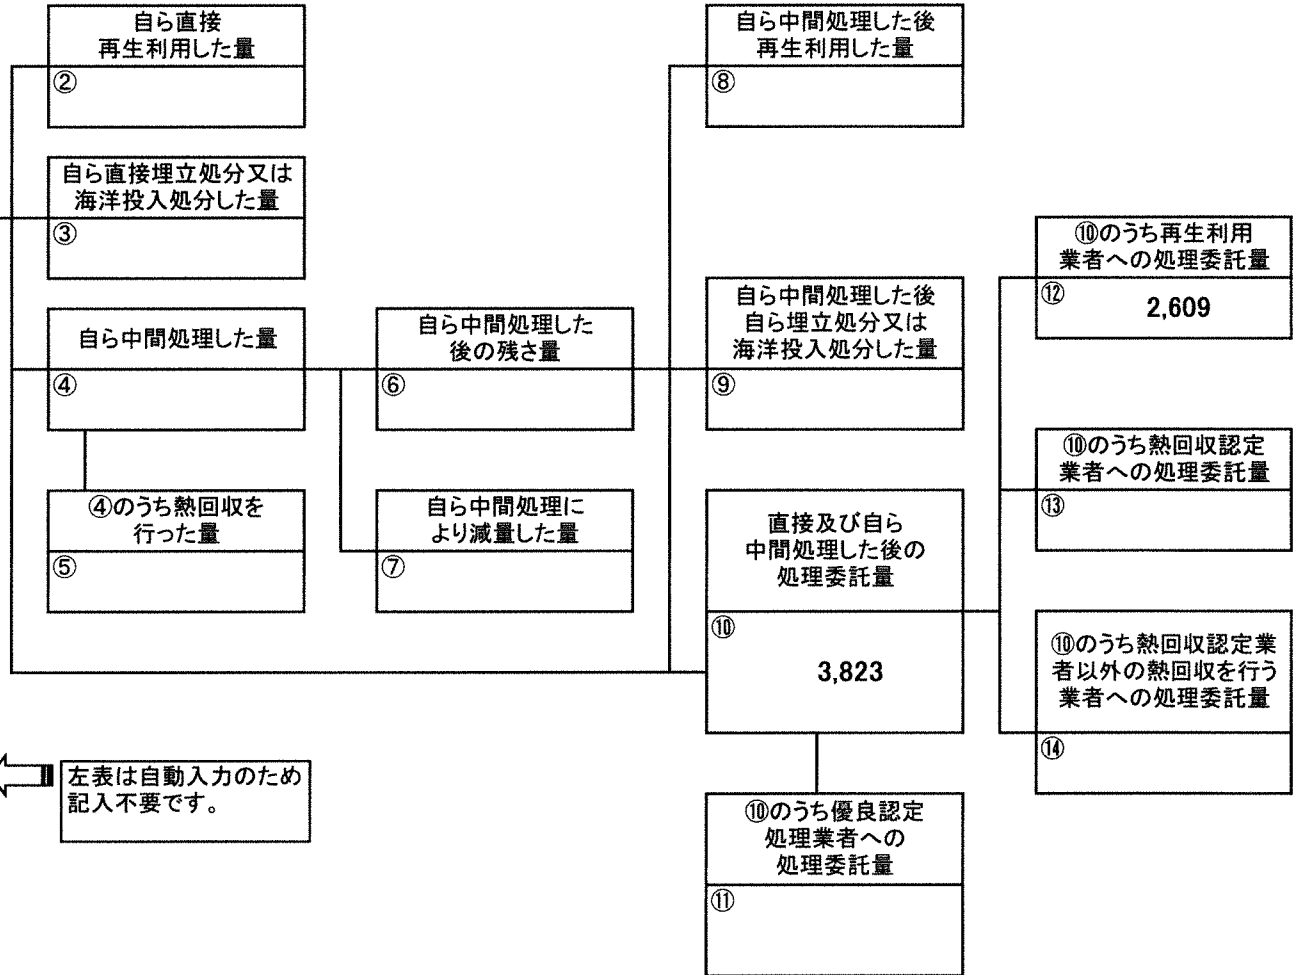 自ら直接
再生利用した量
②
自ら直接埋立処分又は
海洋投入処分した量
③
自ら中間処理した量
④
④のうち熱回収を
行った量
⑤
自ら中間処理した
後の残さ量
⑥
自ら中間処理に
より減量した量
⑦
自ら中間処理した後
再生利用した量
⑧
自ら中間処理した後
自ら埋立処分又は
海洋投入処分した量
⑨
直接及び自ら
中間処理した後の
処理委託量
⑩
3,823
⑩のうち優良認定
処理業者への
処理委託量
⑪
⑩のうち再生利用
業者への処理委託量
⑫
2,609
⑩のうち熱回収認定
業者への処理委託量
⑬
⑩のうち熱回収認定業
者以外の熱回収を行う
業者への処理委託量
⑭
左表は自動入力のため
記入不要です。